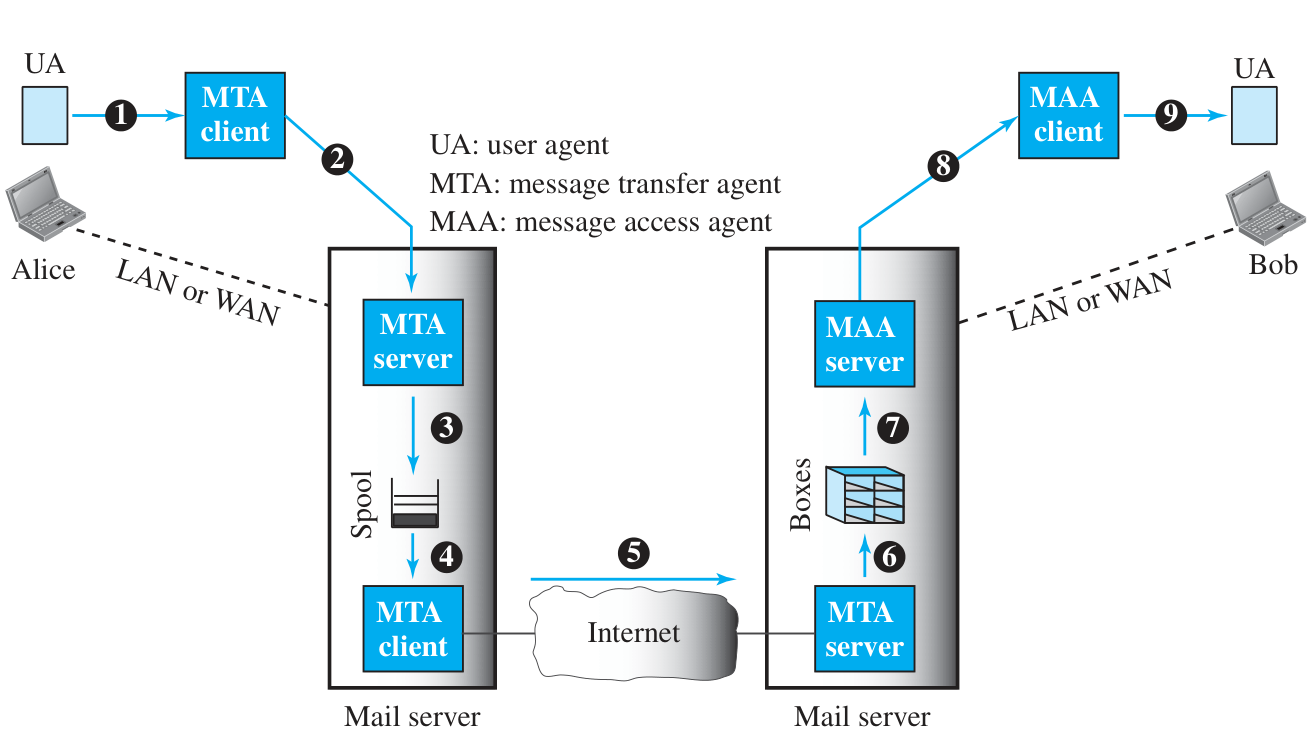 UA
1
MTA
client
2
UA: user agent
MTA: message transfer agent
MAA: message access agent
8
MAA
client
9
UA
Alice
LAN or WAN
Bob
LAN or WAN
MTA
server
3
Spool
4
MTA
client
Mail server
5
Internet
MAA
server
7
Boxes
6
MTA
server
Mail server